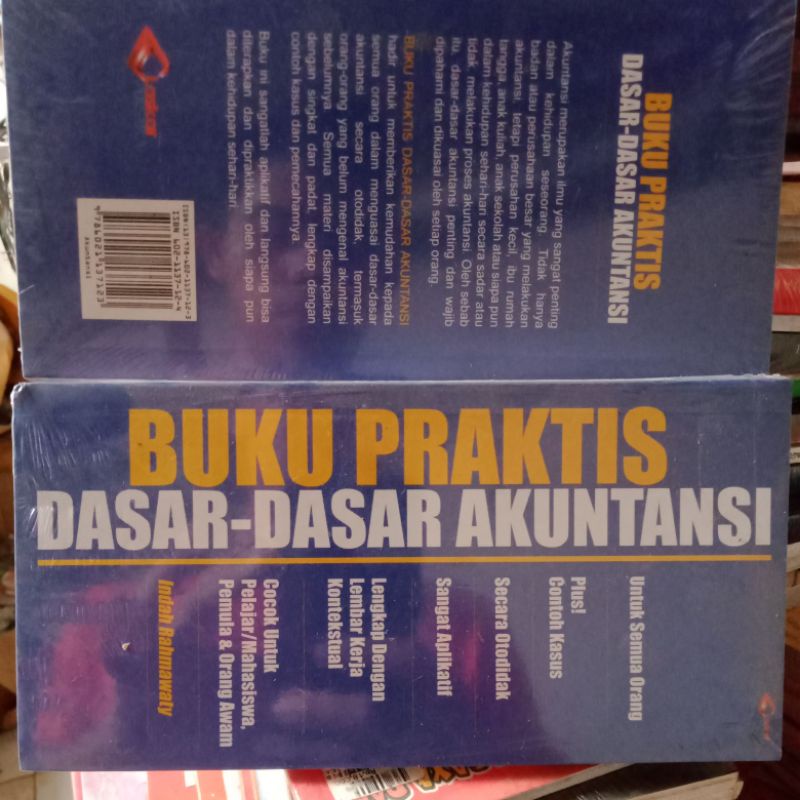 BUKU PRAKTIS
DASAR-DASAR AKUNTANSI
Akuntansi merupakan ilmu yang sangat penting
dalam kehidupan seseorang. Tidak hanya
badan atau perusahaan besar yang melakukan
akuntansi, tetapi perusahan kecil, ibu rumah
tangga, anak kuliah, anak sekolah atau siapa pun
dalam kehidupan sehari-hari secara sadar atau
tidak melakukan proses akuntansi. Oleh sebab
itu, dasar-dasar akuntansi penting dan wajib
dipahami dan dikuasai oleh setiap orang.
BUKU PRAKTIS DASAR-DASAR AKUNTANSI
hadir untuk memberikan kemudahan kepada
semua orang dalam menguasai dasar-dasar
akuntansi secara otodidak, termasuk
orang-orang yang belum mengenal akuntansi
sebelumnya. Semua materi disampaikan
dengan singkat dan padat, lengkap dengan
contoh kasus dan pemecahannya.
Buku ini sangatlah aplikatif dan langsung bisa
diterapkan dan dipraktikkan oleh siapa pun
dalam kehidupan sehari-hari.
ISBN 602-1137-12-4
Akuntansi
BUKU PRAKTIS
DASAR-DASAR AKUNTANSI
Untuk Semua Orang
Plus!
Contoh Kasus
Secara Otodidak
Sangat Aplikatif
Lengkap Dengan
Lembar Kerja
Kontekstual
Cocok Untuk
Pelajar/Mahasiswa,
Pemula & Orang Awam
Indah Rahmawaty